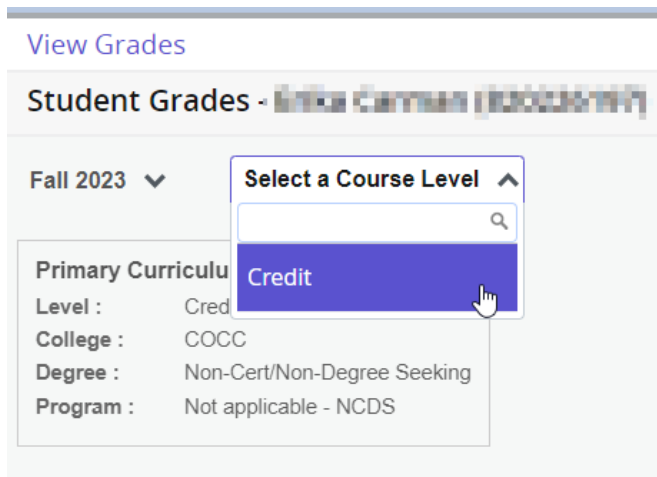 View Grades
Student Grades -
Fall 2023 Select a Course Level
Credit
Primary Curriculu
Level : Cred
College : COCC
Degree : Non-Cert/Non-Degree Seeking
Program : Not applicable - NCDS